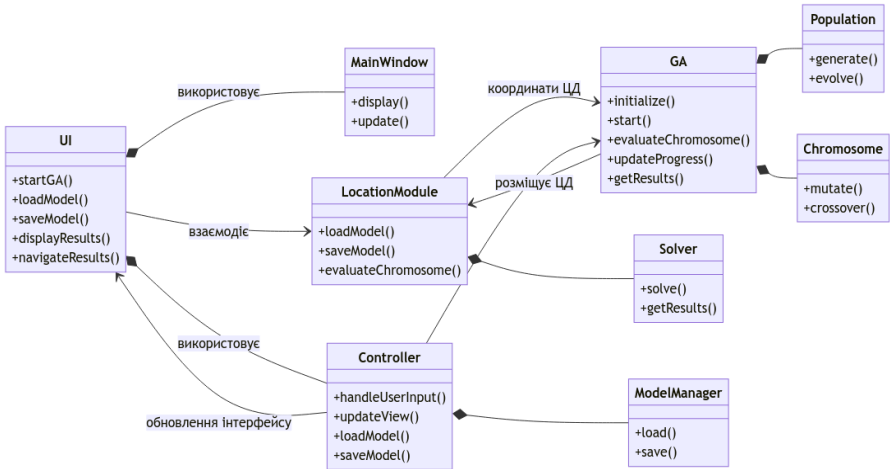 UI
+startGA()
+loadModel()
+saveModel()
+displayResults()
+navigateResults()
використовує
MainWindow
+display()
+update()
взаємодіє
LocationModule
+loadModel()
+saveModel()
+evaluateChromosome()
використовує
обновлення інтерфейсу
Controller
+handleUserInput()
+updateView()
+loadModel()
+saveModel()
координати ЦД
розміщує ЦД
GA
+initialize()
+start()
+evaluateChromosome()
+updateProgress()
+getResults()
Population
+generate()
+evolve()
Chromosome
+mutate()
+crossover()
Solver
+solve()
+getResults()
ModelManager
+load()
+save()